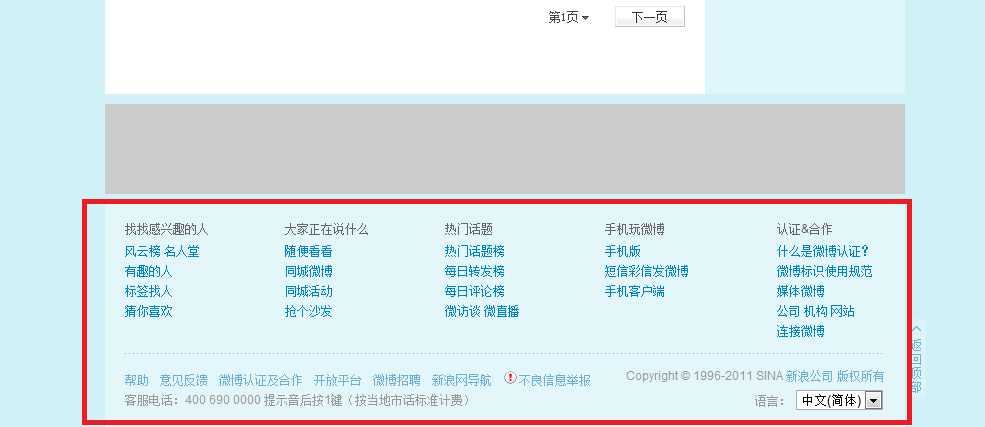 第1页 下一页
找找感兴趣的人 大家正在说什么 热门话题 手机玩微博 认证&合作
风云榜 名人堂 随便看看 热门话题榜 手机版 什么是微博认证?
有趣的人 同城微博 每日转发榜 短信彩信发微博 微博标识使用规范
标签找人 同城活动 每日评论榜 手机客户端 媒体微博
猜你喜欢 抢个沙发 微访谈 微直播 公司 机构 网站
连接微博
返回顶部
帮助 意见反馈 微博认证及合作 开放平台 微博招聘 新浪网导航 不良信息举报 Copyright © 1996-2011 SINA 新浪公司 版权所有
客服电话：400 690 0000 提示音后按1键（按当地市话标准计费） 语言： 中文(简体)